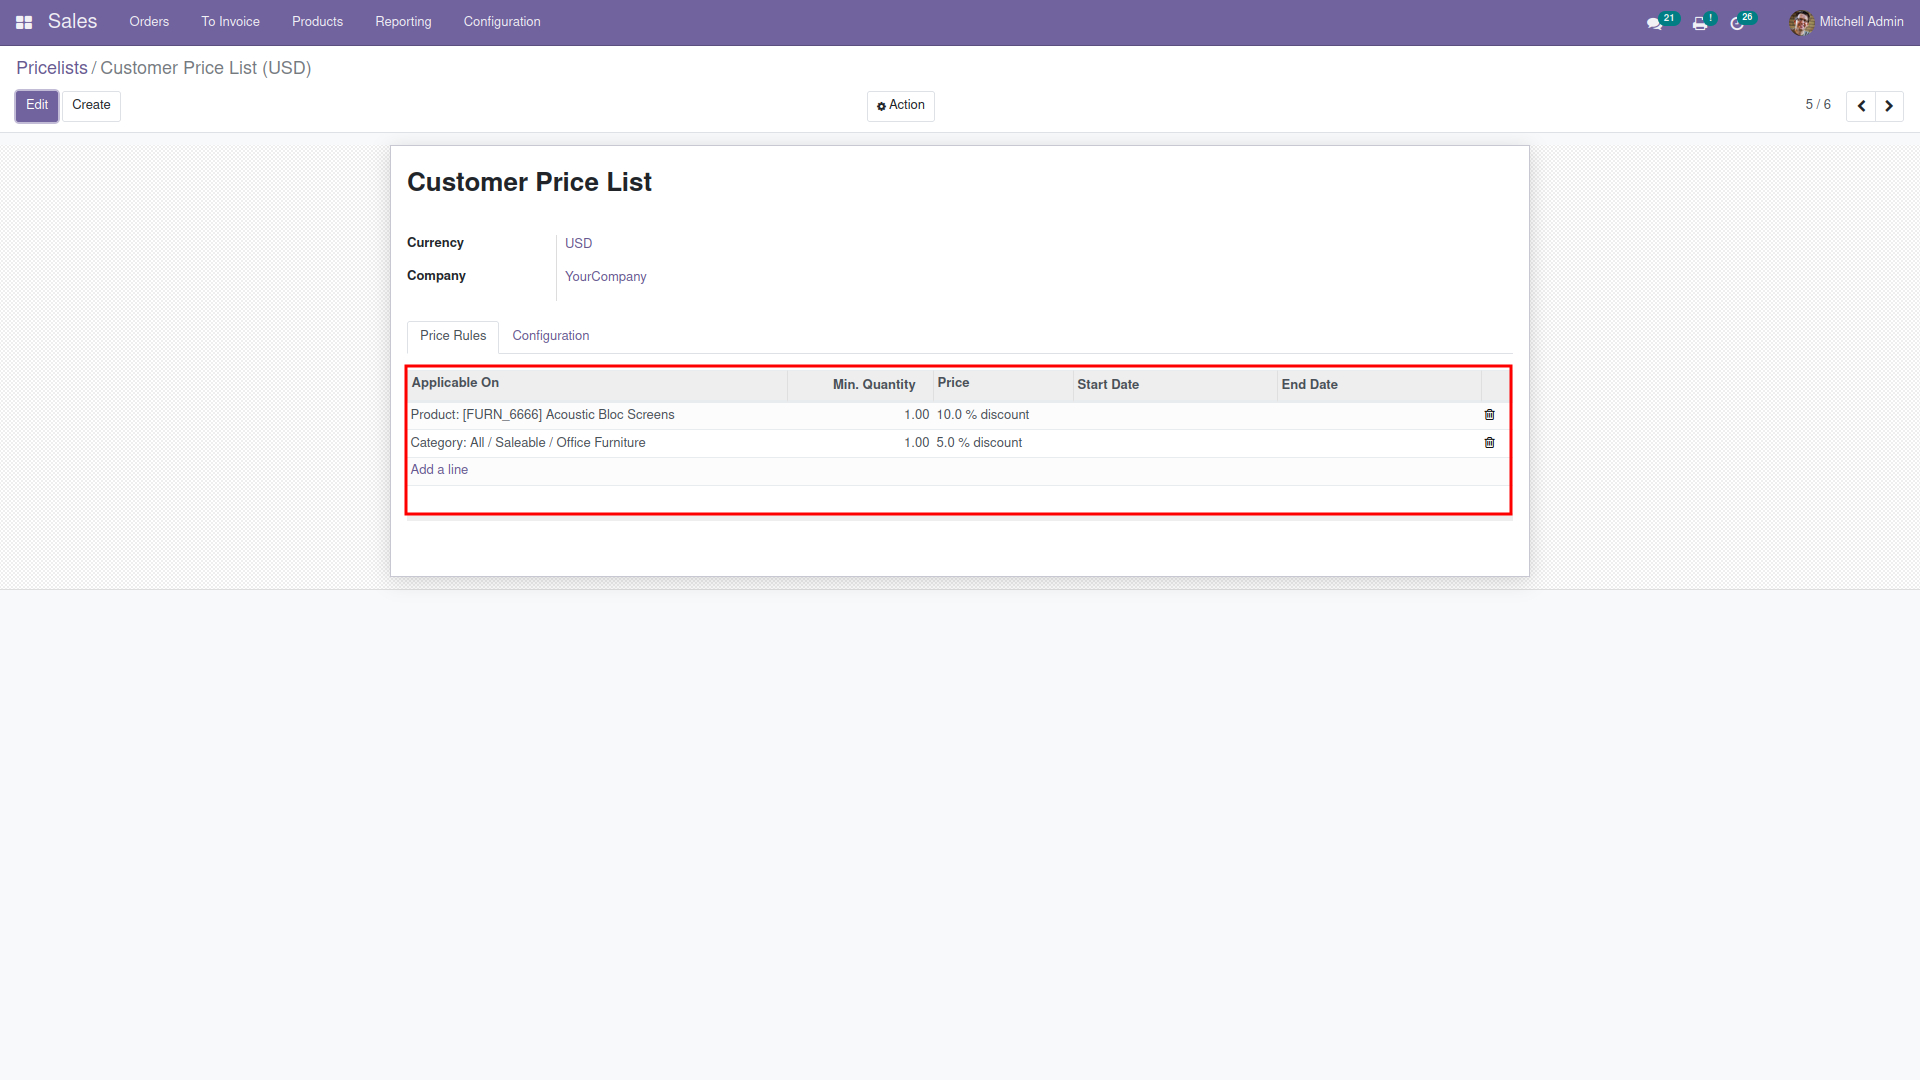 Sales Orders To Invoice Products Reporting Configuration 21 ! 26 Mitchell Admin
Pricelists / Customer Price List (USD)
Edit Create Action 5 / 6
Customer Price List
Currency USD
Company YourCompany
Price Rules Configuration
Applicable On Min. Quantity Price Start Date End Date
Product: [FURN_6666] Acoustic Bloc Screens 1.00 10.0 % discount
Category: All / Saleable / Office Furniture 1.00 5.0 % discount
Add a line